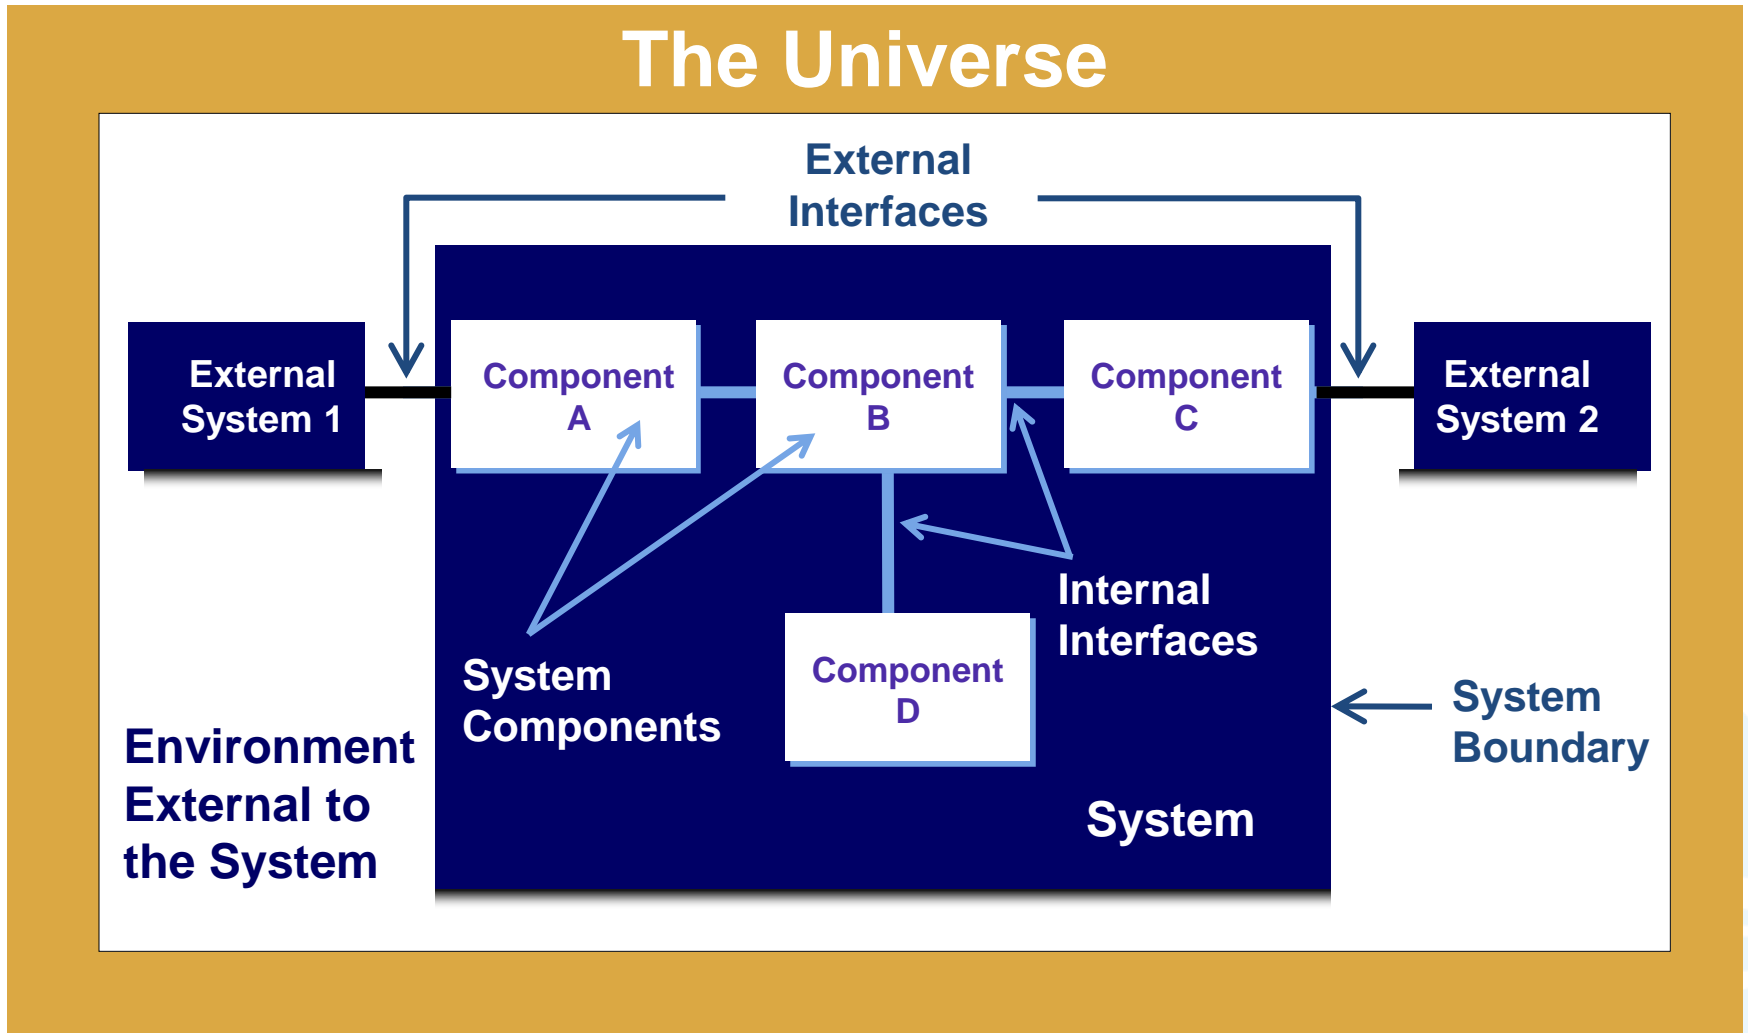 The Universe
External
Interfaces
External
System 1
Component
A
Component
B
Component
C
External
System 2
Internal
Interfaces
System
Components
Component
D
System
Boundary
Environment
External to
the System
System